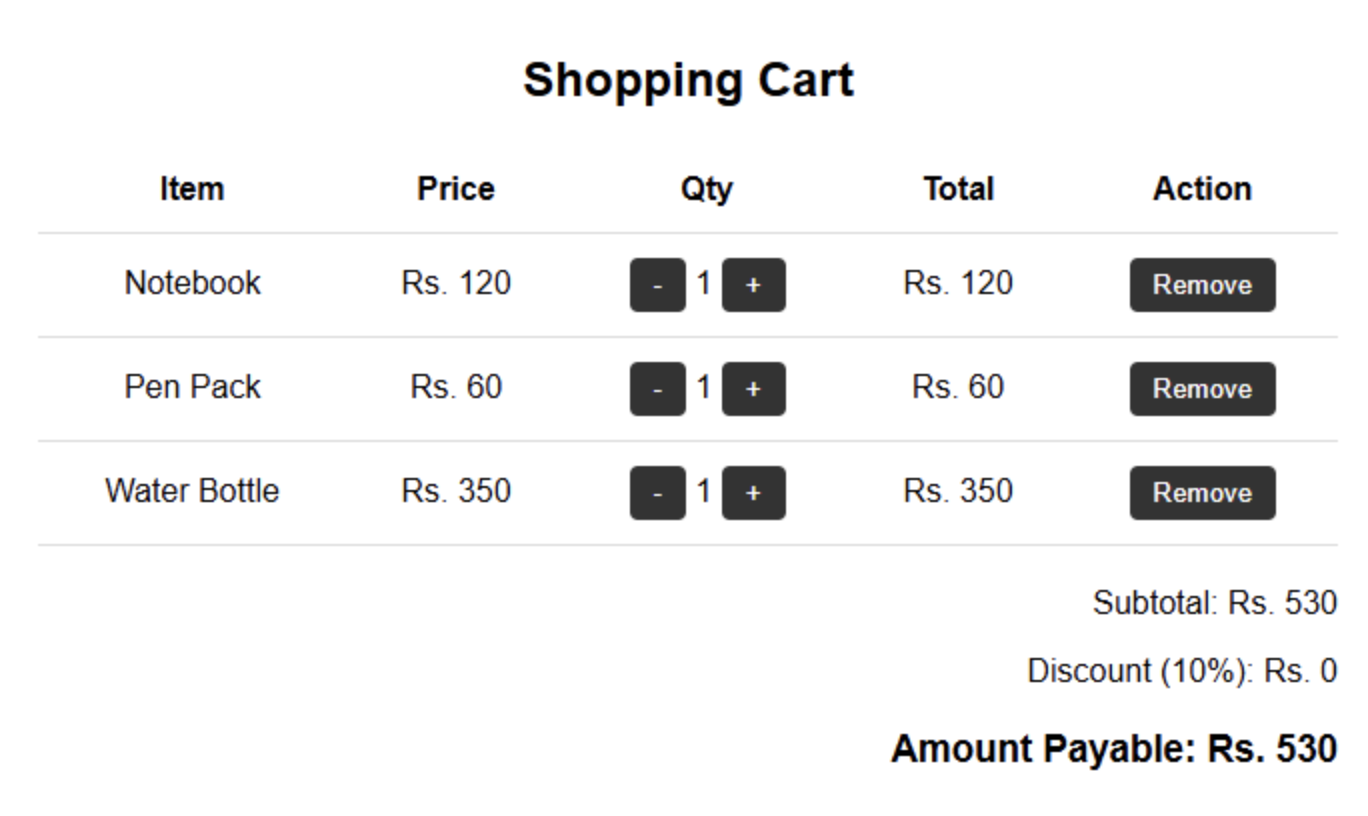 Shopping Cart
Item Price Qty Total Action
Notebook Rs. 120 - 1 + Rs. 120 Remove
Pen Pack Rs. 60 - 1 + Rs. 60 Remove
Water Bottle Rs. 350 - 1 + Rs. 350 Remove
Subtotal: Rs. 530
Discount (10%): Rs. 0
Amount Payable: Rs. 530